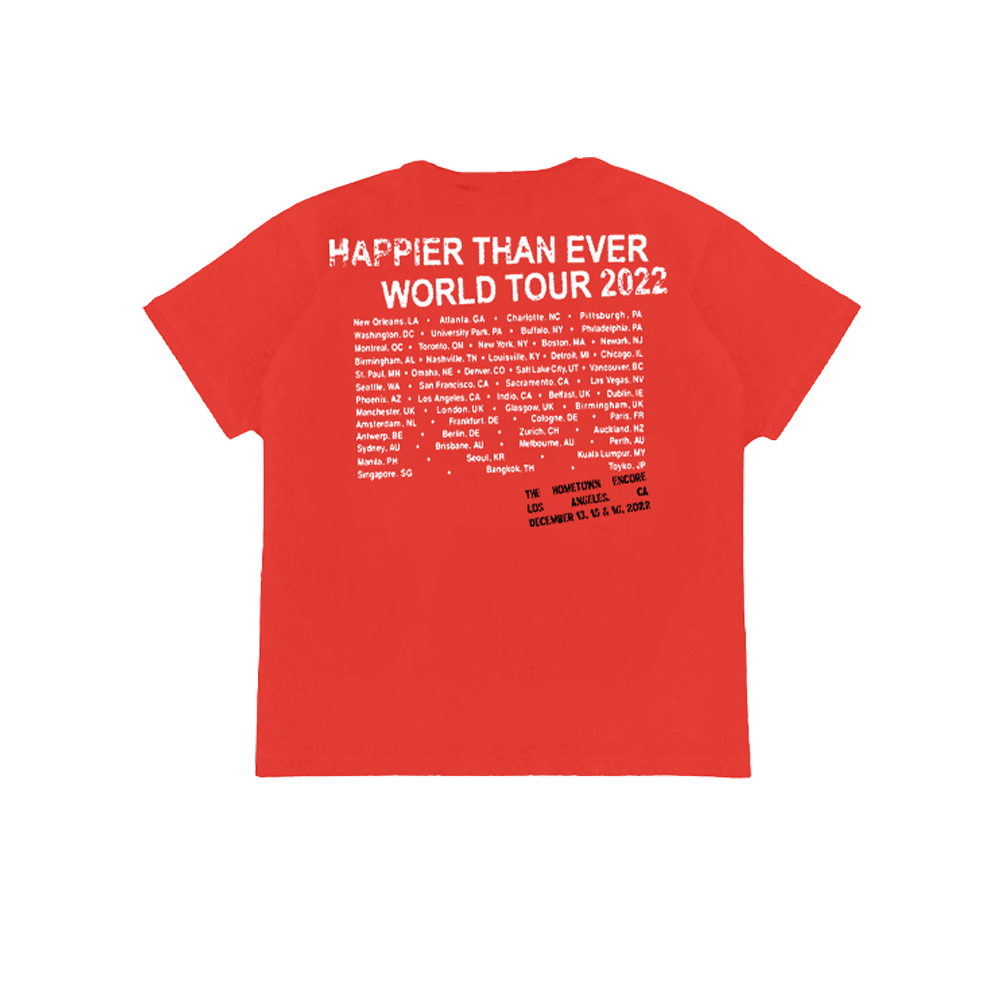 HAPPIER THAN EVER
WORLD TOUR 2022
New Orleans, LA • Atlanta, GA • Charlotte, NC • Pittsburgh, PA
Washington, DC • University Park, PA • Buffalo, NY • Philadelphia, PA
Montreal, QC • Toronto, ON • New York, NY • Boston, MA • Newark, NJ
Birmingham, AL • Nashville, TN • Louisville, KY • Detroit, MI • Chicago, IL
St. Paul, MN • Omaha, NE • Denver, CO • Salt Lake City, UT • Vancouver, BC
Seattle, WA • San Francisco, CA • Sacramento, CA • Las Vegas, NV
Phoenix, AZ • Los Angeles, CA • Indio, CA • Belfast, UK • Dublin, IE
Manchester, UK • London, UK • Glasgow, UK • Birmingham, UK
Amsterdam, NL • Frankfurt, DE • Cologne, DE • Paris, FR
Antwerp, BE • Berlin, DE • Zurich, CH • Auckland, NZ
Sydney, AU • Brisbane, AU • Melbourne, AU • Perth, AU
Manila, PH • Seoul, KR • Kuala Lumpur, MY
Singapore, SG • Bangkok, TH • Toyko, JP
THE HOMETOWN ENCORE
LOS ANGELES, CA
DECEMBER 13, 15 & 16, 2022